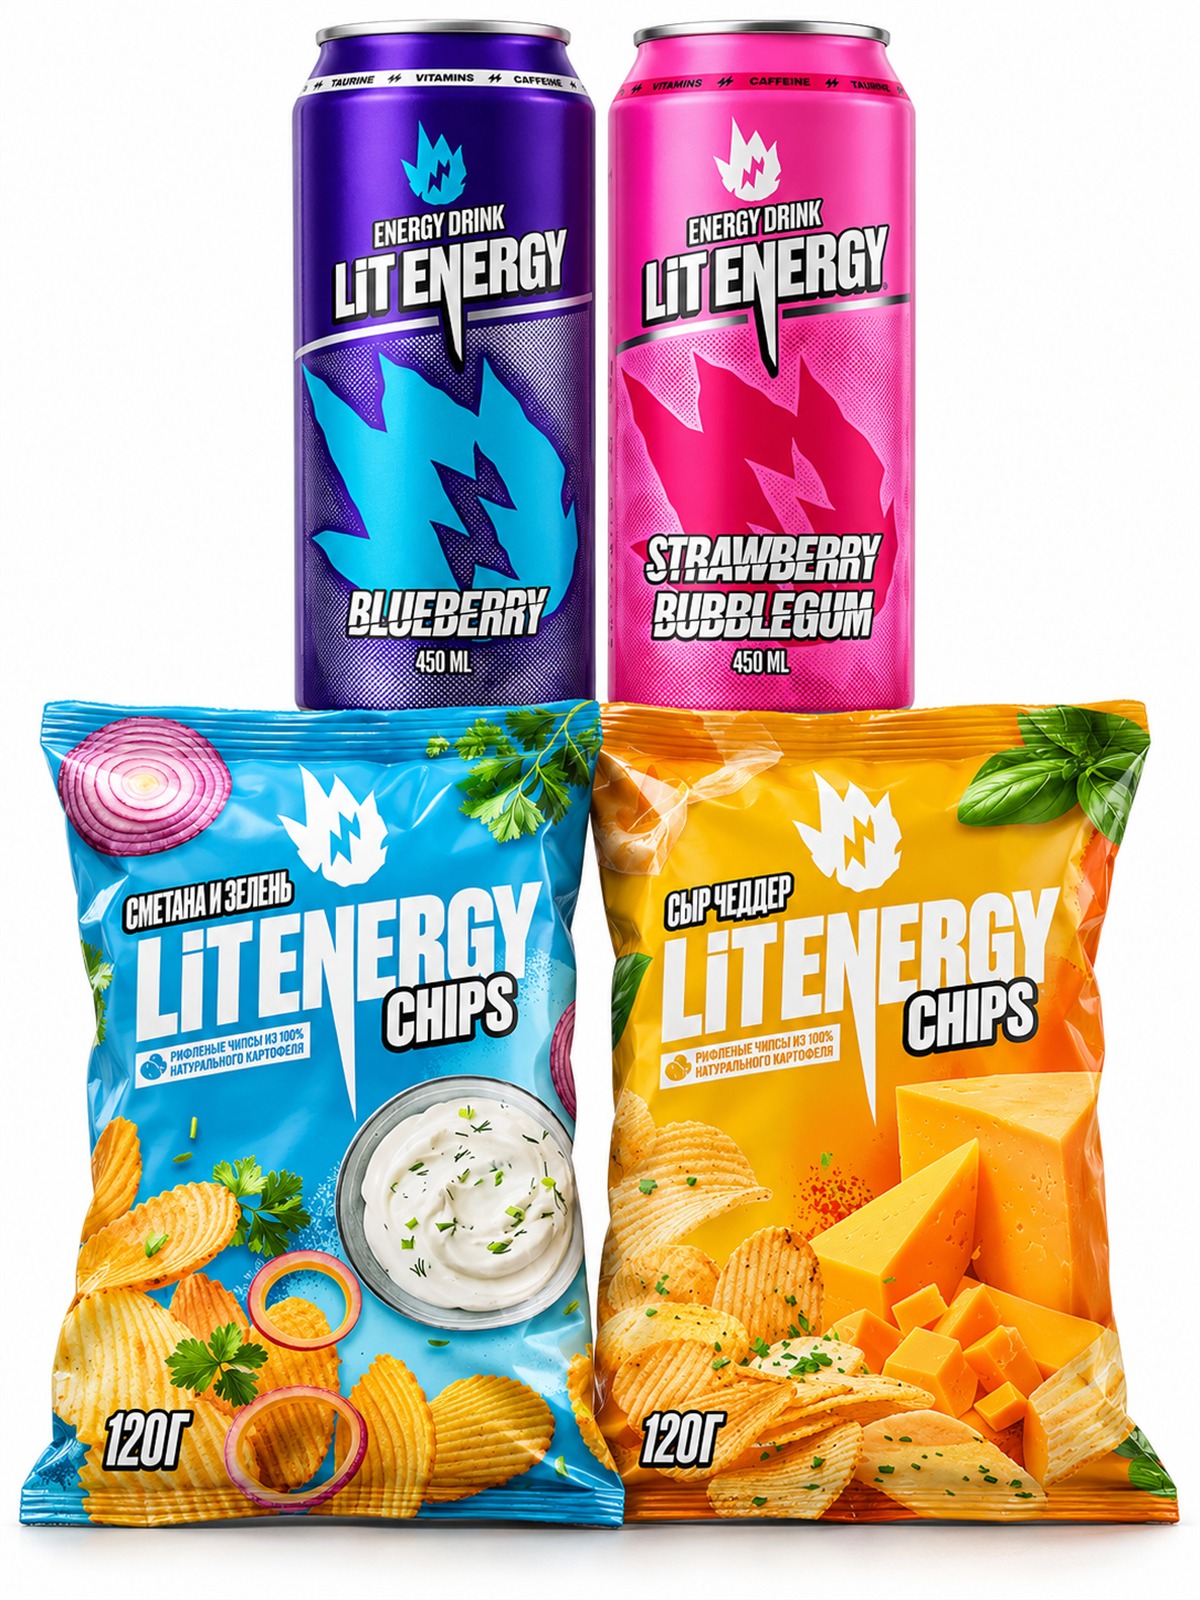 TAURINE VITAMINS CAFFEINE
ENERGY DRINK
LiT ENERGY
BLUEBERRY
450 ML
VITAMINS CAFFEINE TAURINE
ENERGY DRINK
LiT ENERGY
STRAWBERRY
BUBBLEGUM
450 ML
СМЕТАНА И ЗЕЛЕНЬ
LiTENERGY
CHIPS
РИФЛЕНЫЕ ЧИПСЫ ИЗ 100%
НАТУРАЛЬНОГО КАРТОФЕЛЯ
120Г
СЫР ЧЕДДЕР
LiTENERGY
CHIPS
РИФЛЕНЫЕ ЧИПСЫ ИЗ 100%
НАТУРАЛЬНОГО КАРТОФЕЛЯ
120Г